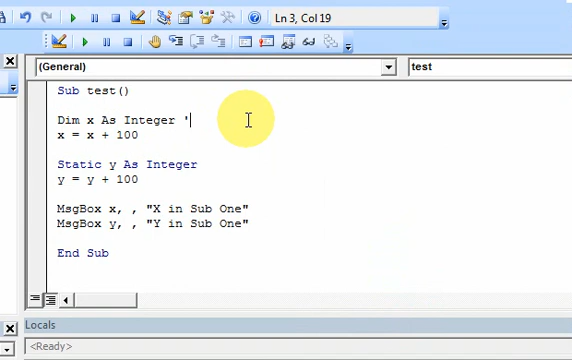 Ln 3, Col 19
(General)
test
Sub test()
Dim x As Integer '
x = x + 100
Static y As Integer
y = y + 100
MsgBox x, , "X in Sub One"
MsgBox y, , "Y in Sub One"
End Sub
Locals
<Ready>